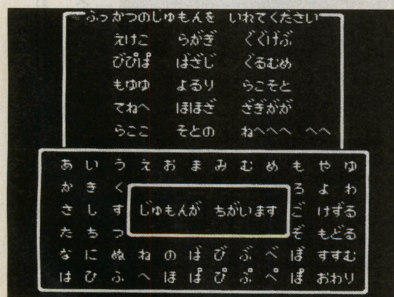 ふっかつのじゅもんを いれてください
えけこ らがぎ ぐぐけぶ
びぴぱ ばざじ ぐるむめ
もゆゆ よるり らこそと
てねへ ほほざ ざぎがが
らここ そとの ねへへへ へへ
あ い う え お ま み む め も や ゆ
か き く ろ よ わ
さ し す じゅもんが ちがいます ご けずる
た ち つ ぞ もどる
な に ぬ ね の ば び ぶ べ ぼ すすむ
は ひ ふ へ ほ ぱ ぴ ぷ ぺ ぽ おわり